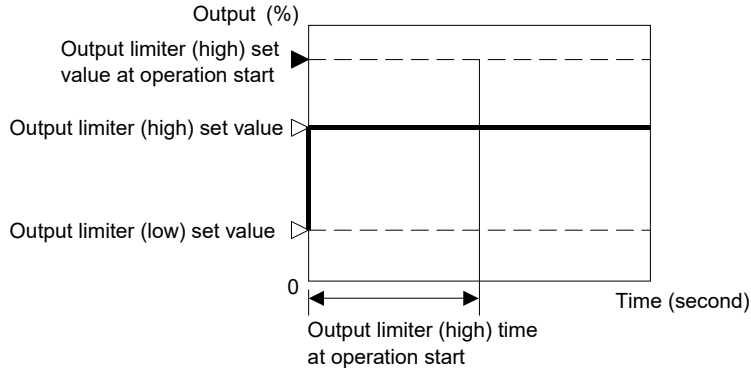 Output (%)
Output limiter (high) set
value at operation start
Output limiter (high) set value
Output limiter (low) set value
0
Time (second)
Output limiter (high) time
at operation start